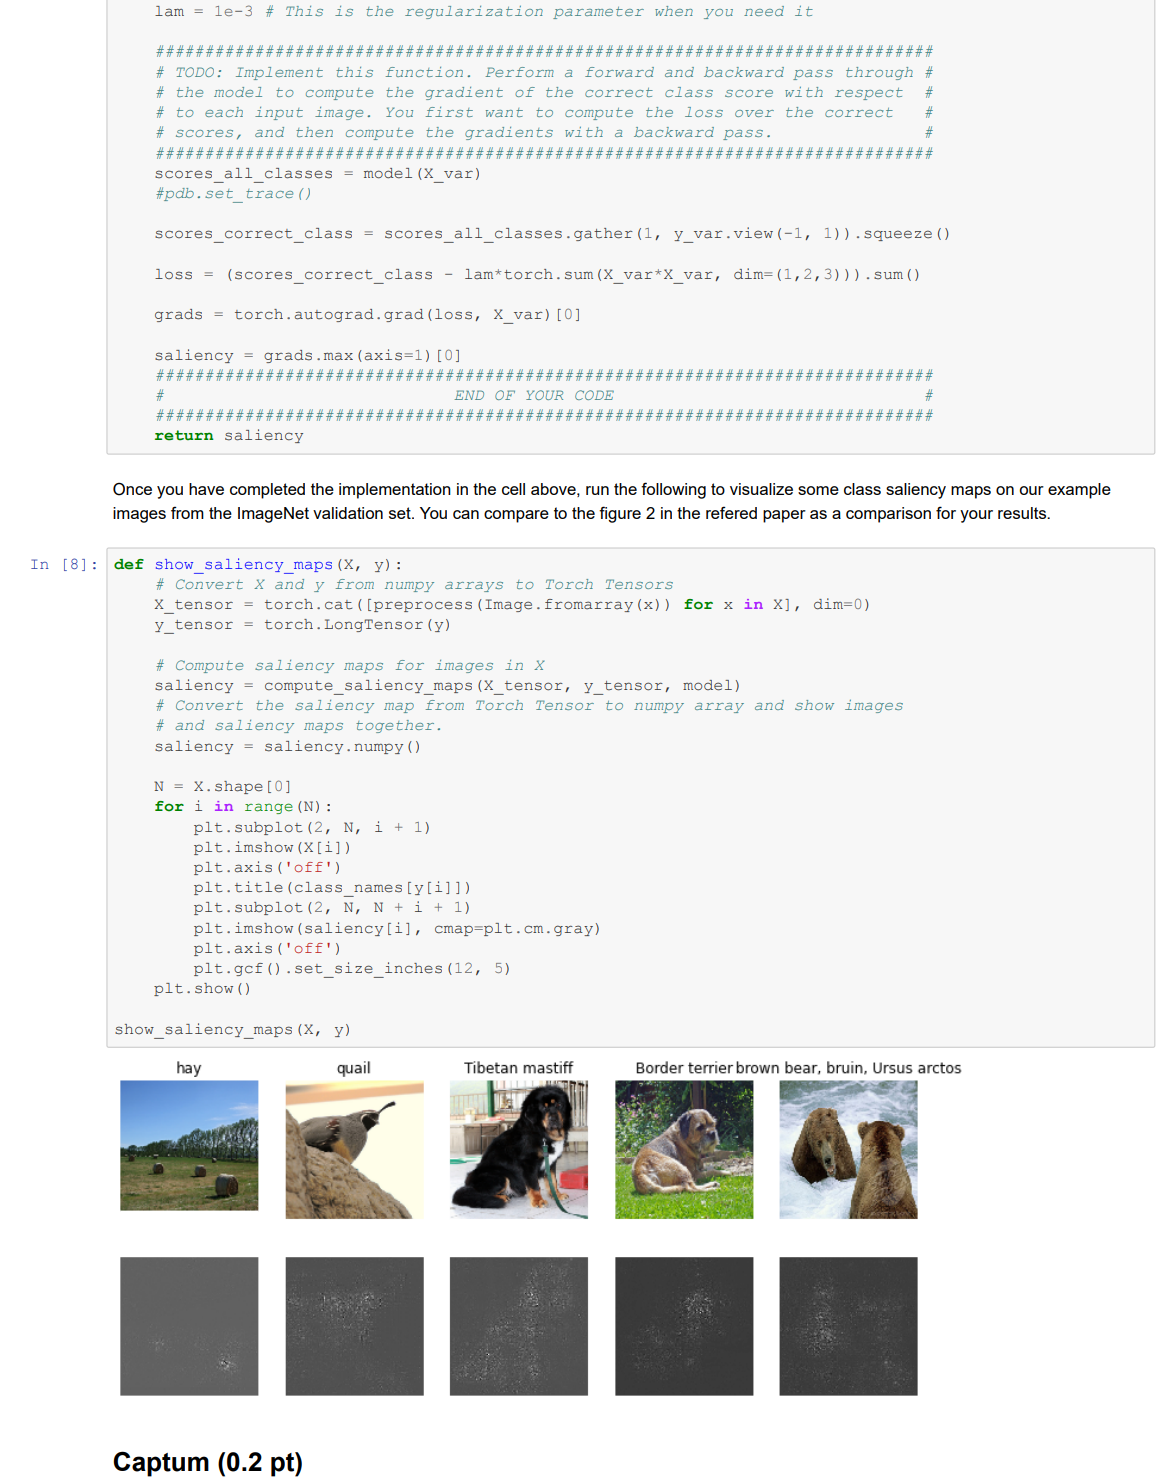 lam = 1e-3 # This is the regularization parameter when you need it
##############################################################################
# TODO: Implement this function. Perform a forward and backward pass through #
# the model to compute the gradient of the correct class score with respect  #
# to each input image. You first want to compute the loss over the correct   #
# scores, and then compute the gradients with a backward pass.               #
##############################################################################
scores_all_classes = model(X_var)
#pdb.set_trace()
scores_correct_class = scores_all_classes.gather(1, y_var.view(-1, 1)).squeeze()
loss = (scores_correct_class - lam*torch.sum(X_var*X_var, dim=(1,2,3))).sum()
grads = torch.autograd.grad(loss, X_var)[0]
saliency = grads.max(axis=1)[0]
##############################################################################
#                             END OF YOUR CODE                               #
##############################################################################
return saliency
Once you have completed the implementation in the cell above, run the following to visualize some class saliency maps on our example
images from the ImageNet validation set. You can compare to the figure 2 in the refered paper as a comparison for your results.
In [8]: def show_saliency_maps(X, y):
# Convert X and y from numpy arrays to Torch Tensors
X_tensor = torch.cat([preprocess(Image.fromarray(x)) for x in X], dim=0)
y_tensor = torch.LongTensor(y)
# Compute saliency maps for images in X
saliency = compute_saliency_maps(X_tensor, y_tensor, model)
# Convert the saliency map from Torch Tensor to numpy array and show images
# and saliency maps together.
saliency = saliency.numpy()
N = X.shape[0]
for i in range(N):
plt.subplot(2, N, i + 1)
plt.imshow(X[i])
plt.axis('off')
plt.title(class_names[y[i]])
plt.subplot(2, N, N + i + 1)
plt.imshow(saliency[i], cmap=plt.cm.gray)
plt.axis('off')
plt.gcf().set_size_inches(12, 5)
plt.show()
show_saliency_maps(X, y)
hay quail Tibetan mastiff Border terrier brown bear, bruin, Ursus arctos
Captum (0.2 pt)